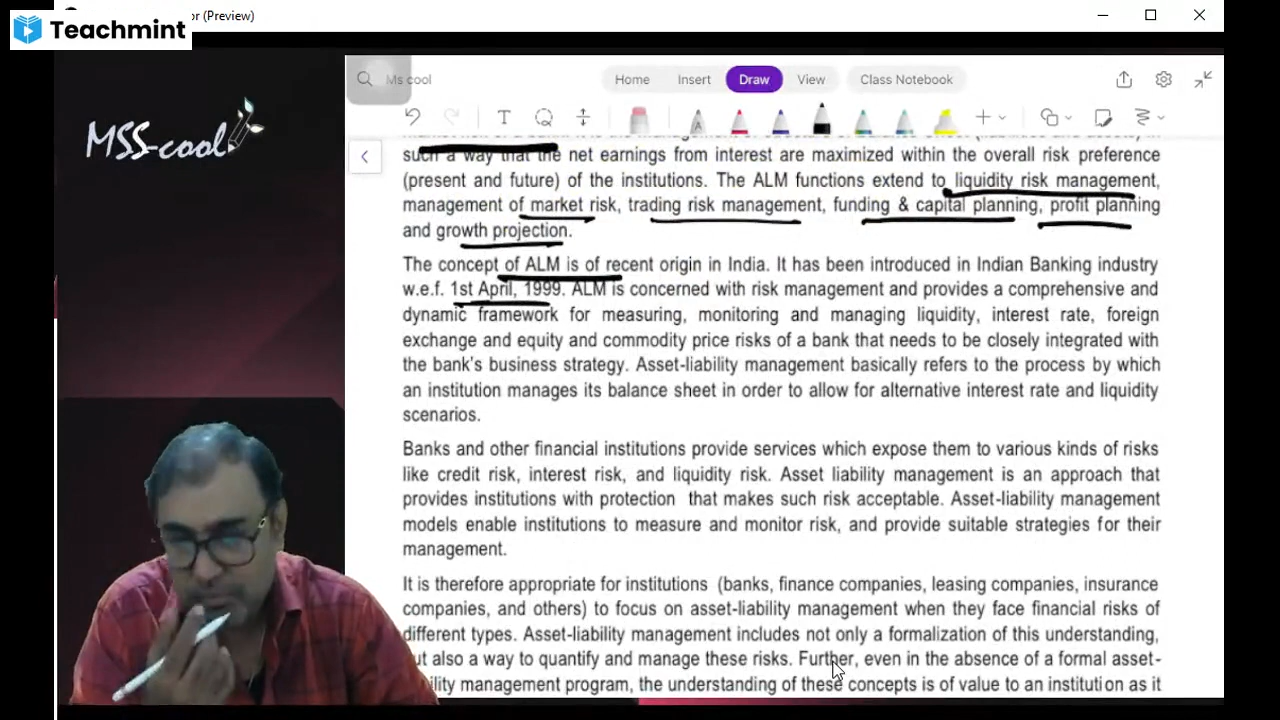 Teachmint
or (Preview)
Ms cool
Home
Insert
Draw
View
Class Notebook
MSS-cool
such a way that the net earnings from interest are maximized within the overall risk preference
(present and future) of the institutions. The ALM functions extend to liquidity risk management,
management of market risk, trading risk management, funding & capital planning, profit planning
and growth projection.
The concept of ALM is of recent origin in India. It has been introduced in Indian Banking industry
w.e.f. 1st April, 1999. ALM is concerned with risk management and provides a comprehensive and
dynamic framework for measuring, monitoring and managing liquidity, interest rate, foreign
exchange and equity and commodity price risks of a bank that needs to be closely integrated with
the bank's business strategy. Asset-liability management basically refers to the process by which
an institution manages its balance sheet in order to allow for alternative interest rate and liquidity
scenarios.
Banks and other financial institutions provide services which expose them to various kinds of risks
like credit risk, interest risk, and liquidity risk. Asset liability management is an approach that
provides institutions with protection that makes such risk acceptable. Asset-liability management
models enable institutions to measure and monitor risk, and provide suitable strategies for their
management.
It is therefore appropriate for institutions (banks, finance companies, leasing companies, insurance
companies, and others) to focus on asset-liability management when they face financial risks of
different types. Asset-liability management includes not only a formalization of this understanding,
ut also a way to quantify and manage these risks. Further, even in the absence of a formal asset-
ility management program, the understanding of these concepts is of value to an institution as it